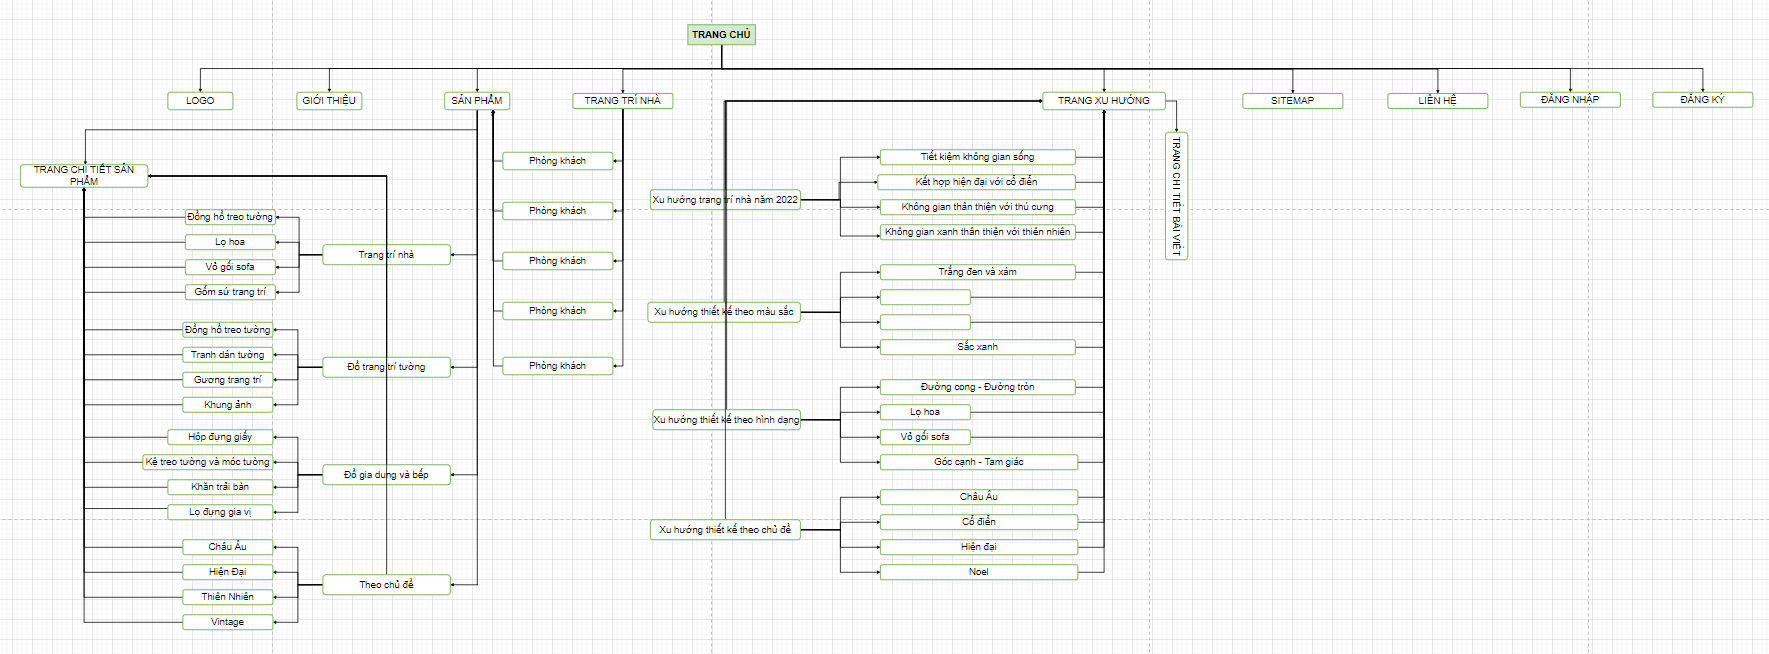 TRANG CHỦ
LOGO
GIỚI THIỆU
SẢN PHẨM
TRANG TRÍ NHÀ
TRANG XU HƯỚNG
SITEMAP
LIÊN HỆ
ĐĂNG NHẬP
ĐĂNG KÝ
TRANG CHI TIẾT SẢN
PHẨM
Đồng hồ treo tường
Lọ hoa
Vỏ gối sofa
Gốm sứ trang trí
Trang trí nhà
Đồng hồ treo tường
Tranh dán tường
Gương trang trí
Khung ảnh
Đồ trang trí tường
Hộp đựng giấy
Kệ treo tường và móc tường
Khăn trải bàn
Lọ đựng gia vị
Đồ gia dụng và bếp
Châu Âu
Hiện Đại
Thiên Nhiên
Vintage
Theo chủ đề
Phòng khách
Phòng khách
Phòng khách
Phòng khách
Phòng khách
Xu hướng trang trí nhà năm 2022
Tiết kiệm không gian sống
Kết hợp hiện đại với cổ điển
Không gian thân thiện với thú cưng
Không gian xanh thân thiện với thiên nhiên
Xu hướng thiết kế theo màu sắc
Trắng đen và xám
Sắc xanh
Xu hướng thiết kế theo hình dạng
Đường cong - Đường tròn
Lọ hoa
Vỏ gối sofa
Góc cạnh - Tam giác
Xu hướng thiết kế theo chủ đề
Châu Âu
Cổ điển
Hiện đại
Noel
TRANG CHI TIẾT BÀI VIẾT